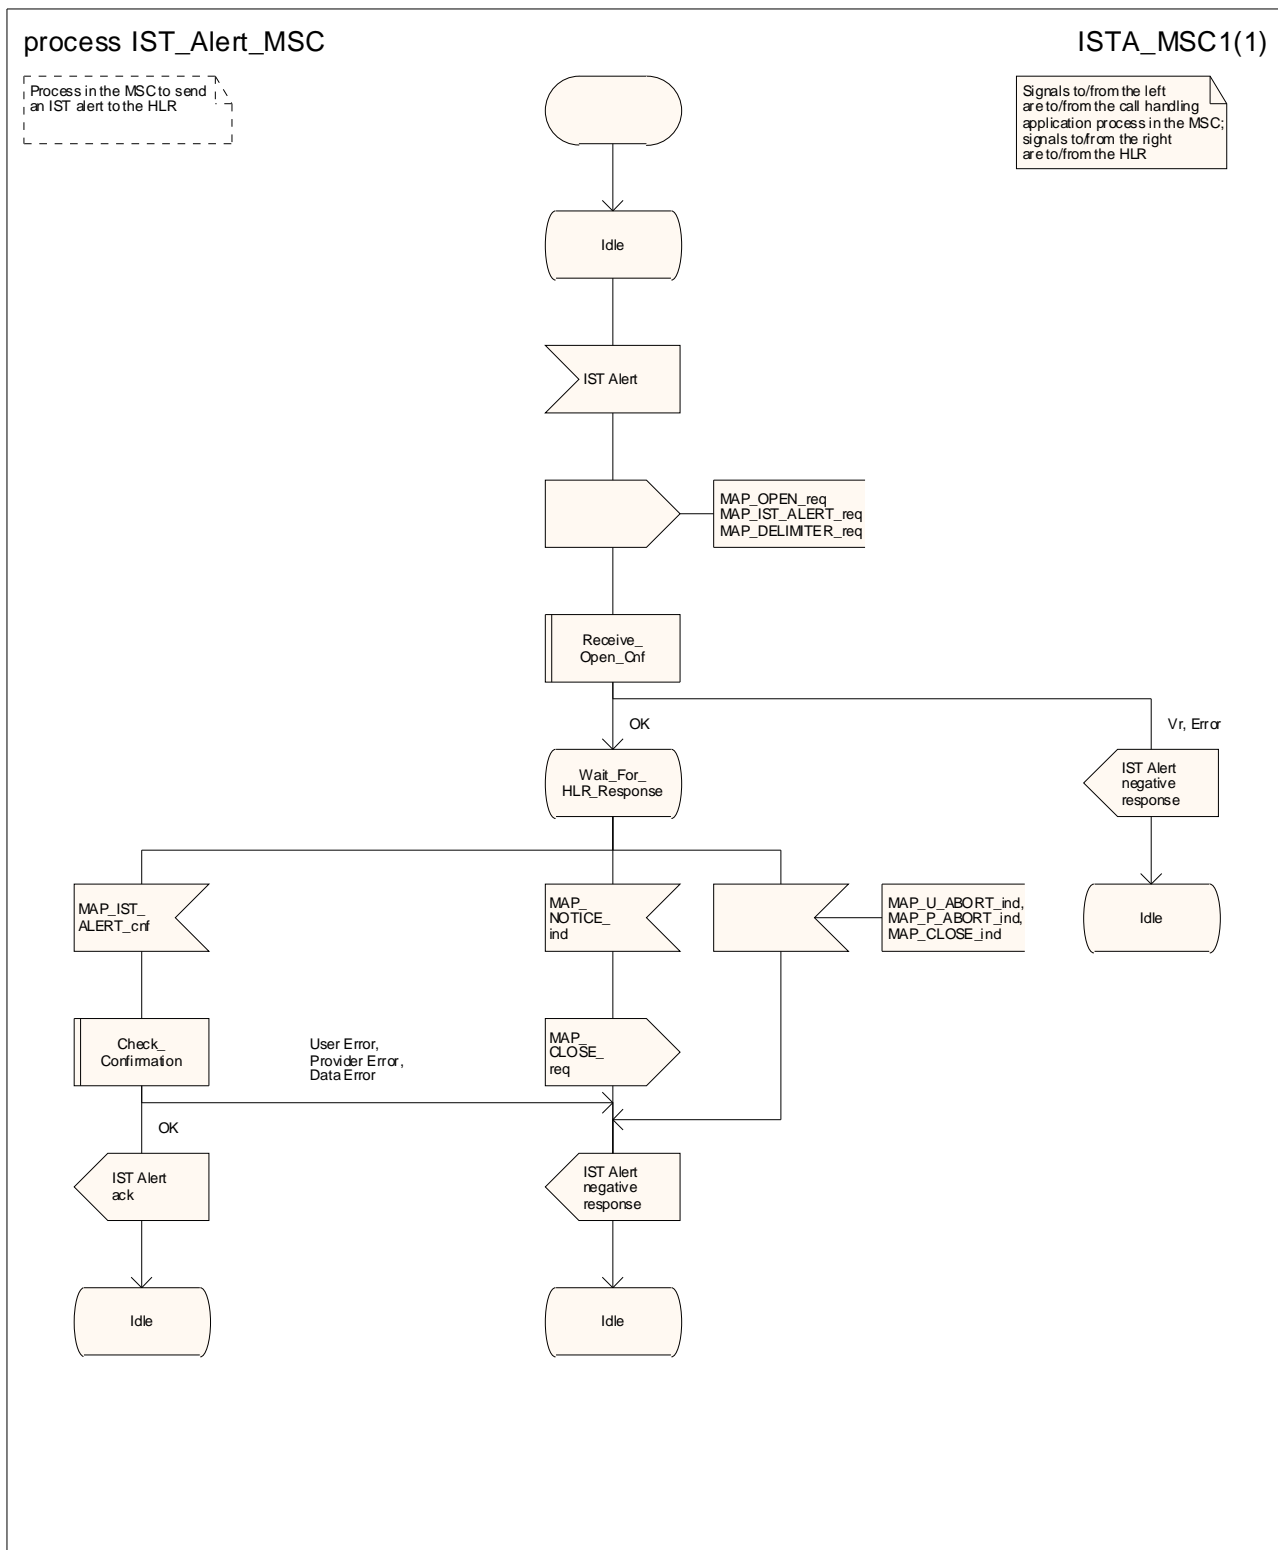 process IST_Alert_MSC
ISTA_MSC1(1)
Process in the MSC to send
an IST alert to the HLR
Signals to/from the left
are to/from the call handling
application process in the MSC;
signals to/from the right
are to/from the HLR
Idle
IST Alert
MAP_OPEN_req
MAP_IST_ALERT_req
MAP_DELIMITER_req
Receive_
Open_Cnf
OK
Vr, Error
Wait_For_
HLR_Response
IST Alert
negative
response
MAP_IST_
ALERT_cnf
MAP_
NOTICE_
ind
MAP_U_ABORT_ind,
MAP_P_ABORT_ind,
MAP_CLOSE_ind
Idle
Check_
Confirmation
User Error,
Provider Error,
Data Error
MAP_
CLOSE_
req
OK
IST Alert
ack
IST Alert
negative
response
Idle
Idle